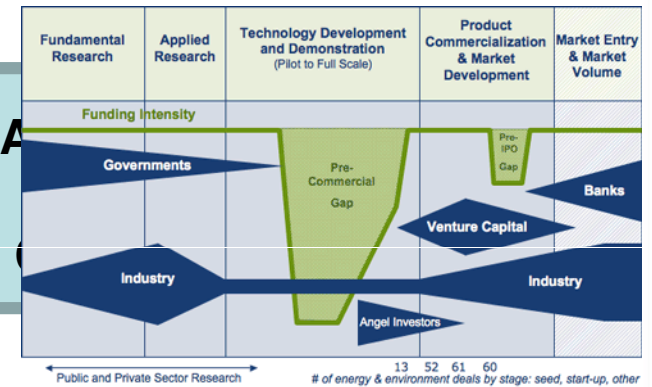 Fundamental
Research
Applied
Research
Technology Development
and Demonstration
(Pilot to Full Scale)
Product
Commercialization
& Market
Development
Market Entry
& Market
Volume
Funding Intensity
Governments
Pre-
Commercial
Gap
Pre-
IPO
Gap
Banks
Venture Capital
Industry
Industry
Angel Investors
13 52 61 60
Public and Private Sector Research
# of energy & environment deals by stage: seed, start-up, other
A